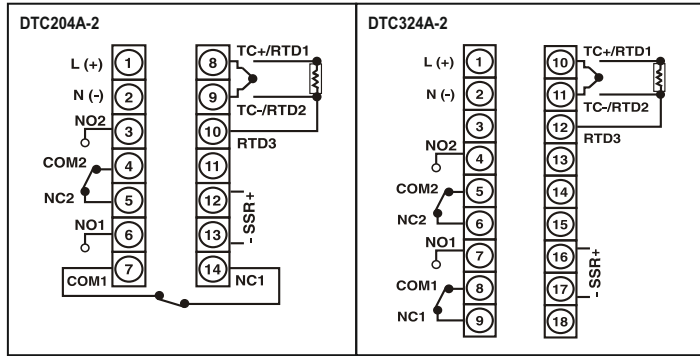 DTC204A-2
L (+) 1
N (-) 2
NO2 3
COM2 4
NC2 5
NO1 6
COM1 7
8 TC+/RTD1
9 TC-/RTD2
10 RTD3
11
12 - SSR+
13
14 NC1
DTC324A-2
L (+) 1
N (-) 2
3
NO2 4
COM2 5
NC2 6
NO1 7
COM1 8
NC1 9
10 TC+/RTD1
11 TC-/RTD2
12 RTD3
13
14
15
16 - SSR+
17
18